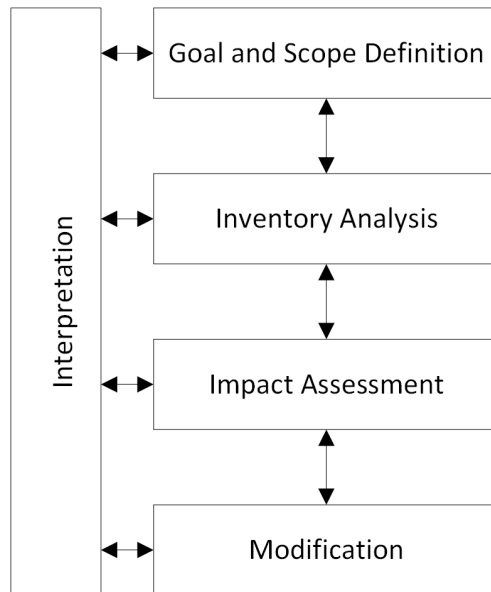 Goal and Scope Definition
Inventory Analysis
Interpretation
Impact Assessment
Modification